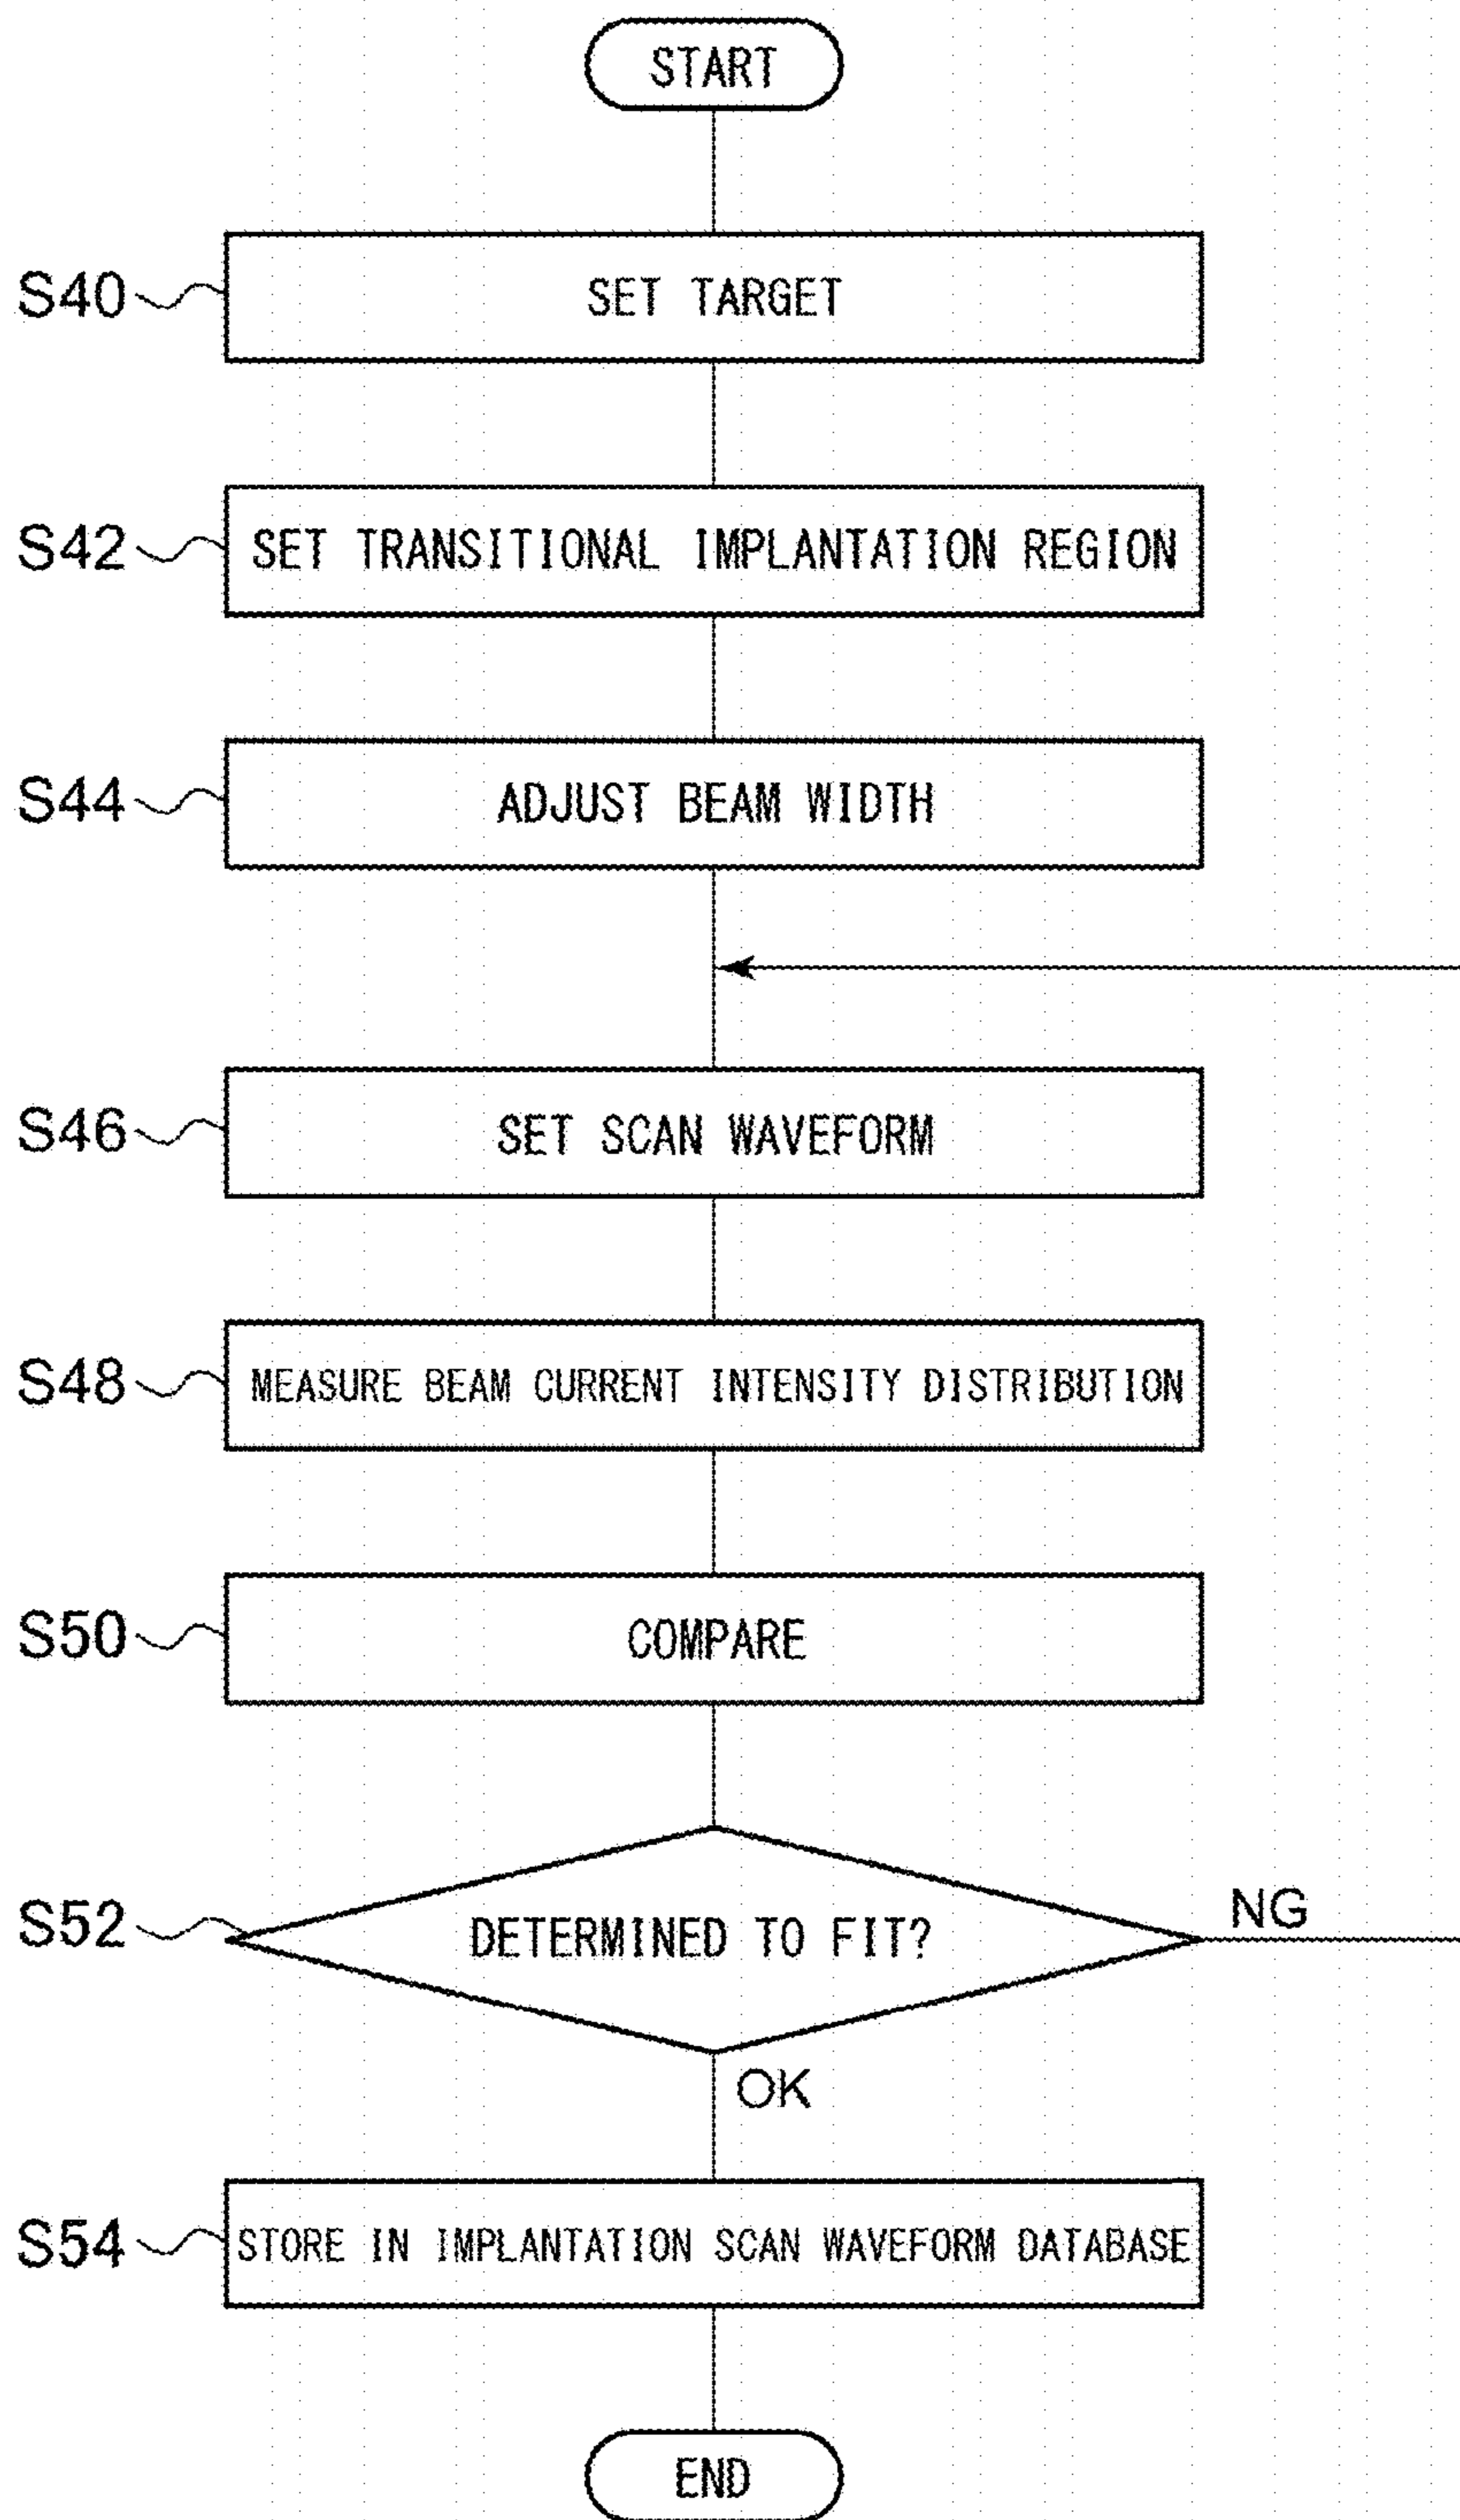 START
S40 SET TARGET
S42 SET TRANSITIONAL IMPLANTATION REGION
S44 ADJUST BEAM WIDTH
S46 SET SCAN WAVEFORM
S48 MEASURE BEAM CURRENT INTENSITY DISTRIBUTION
S50 COMPARE
S52 DETERMINED TO FIT? NG
OK
S54 STORE IN IMPLANTATION SCAN WAVEFORM DATABASE
END